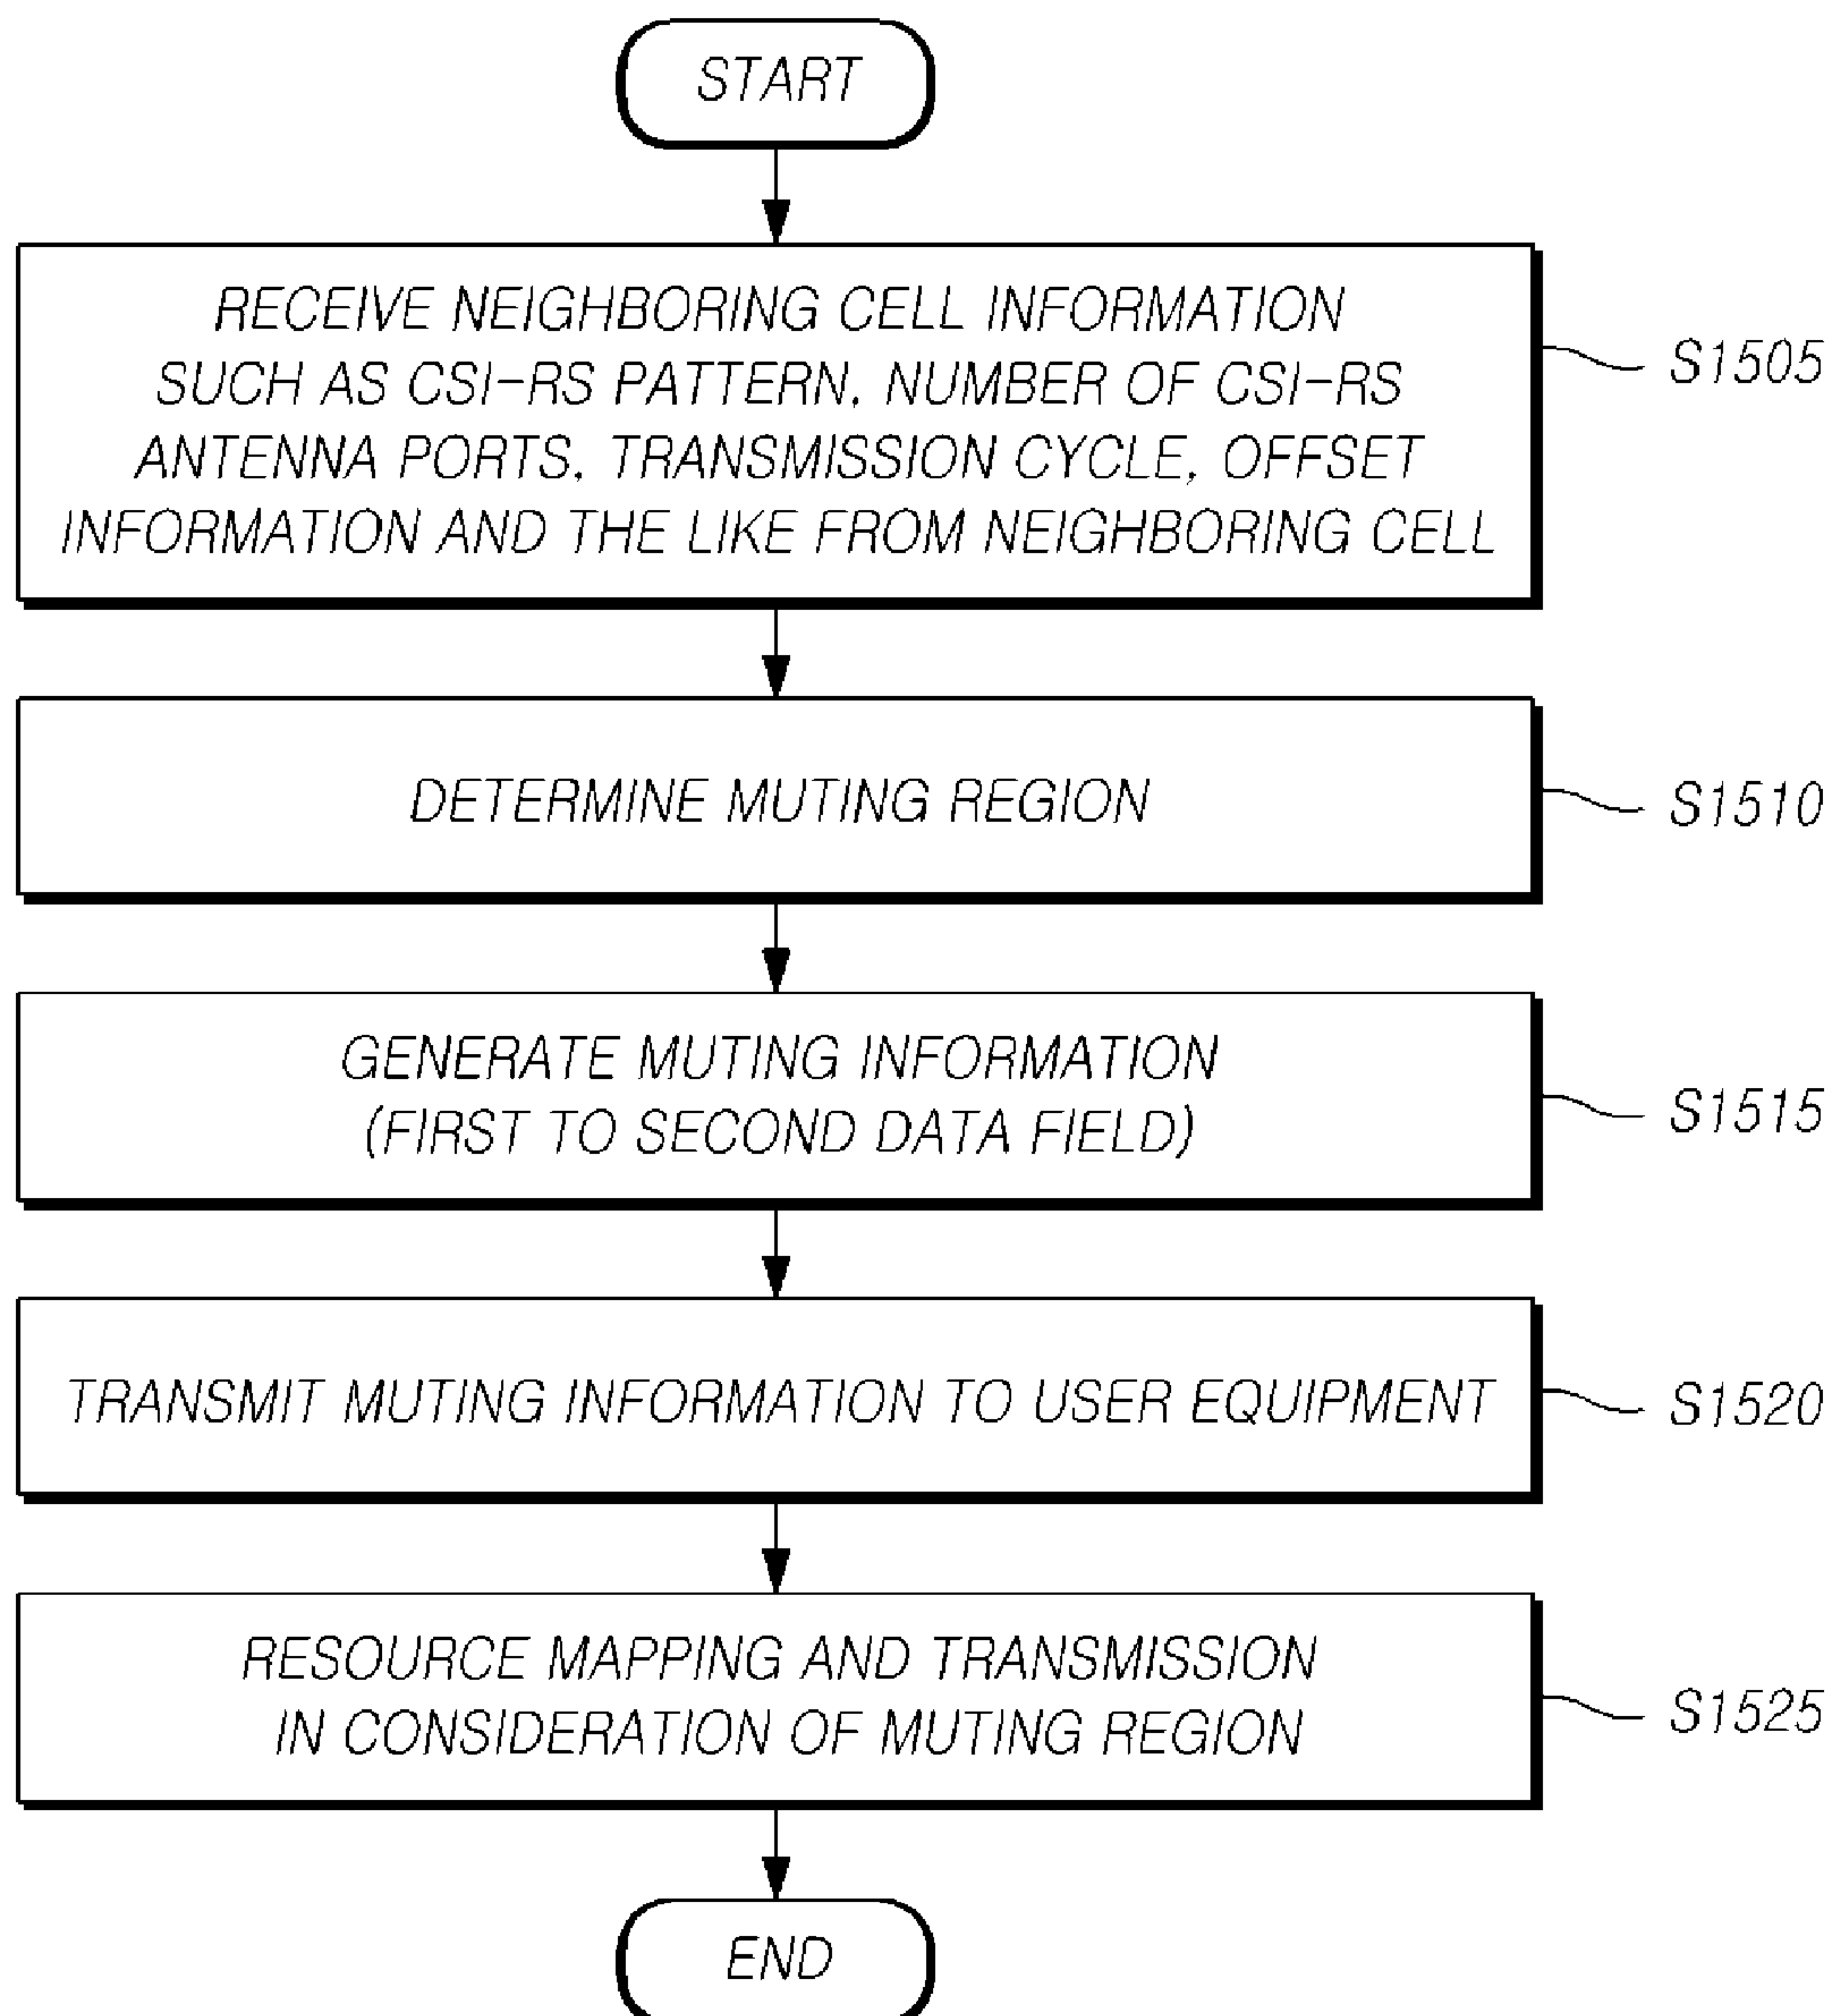 START
RECEIVE NEIGHBORING CELL INFORMATION
SUCH AS CSI-RS PATTERN, NUMBER OF CSI-RS
ANTENNA PORTS, TRANSMISSION CYCLE, OFFSET
INFORMATION AND THE LIKE FROM NEIGHBORING CELL
S1505
DETERMINE MUTING REGION
S1510
GENERATE MUTING INFORMATION
(FIRST TO SECOND DATA FIELD)
S1515
TRANSMIT MUTING INFORMATION TO USER EQUIPMENT
S1520
RESOURCE MAPPING AND TRANSMISSION
IN CONSIDERATION OF MUTING REGION
S1525
END